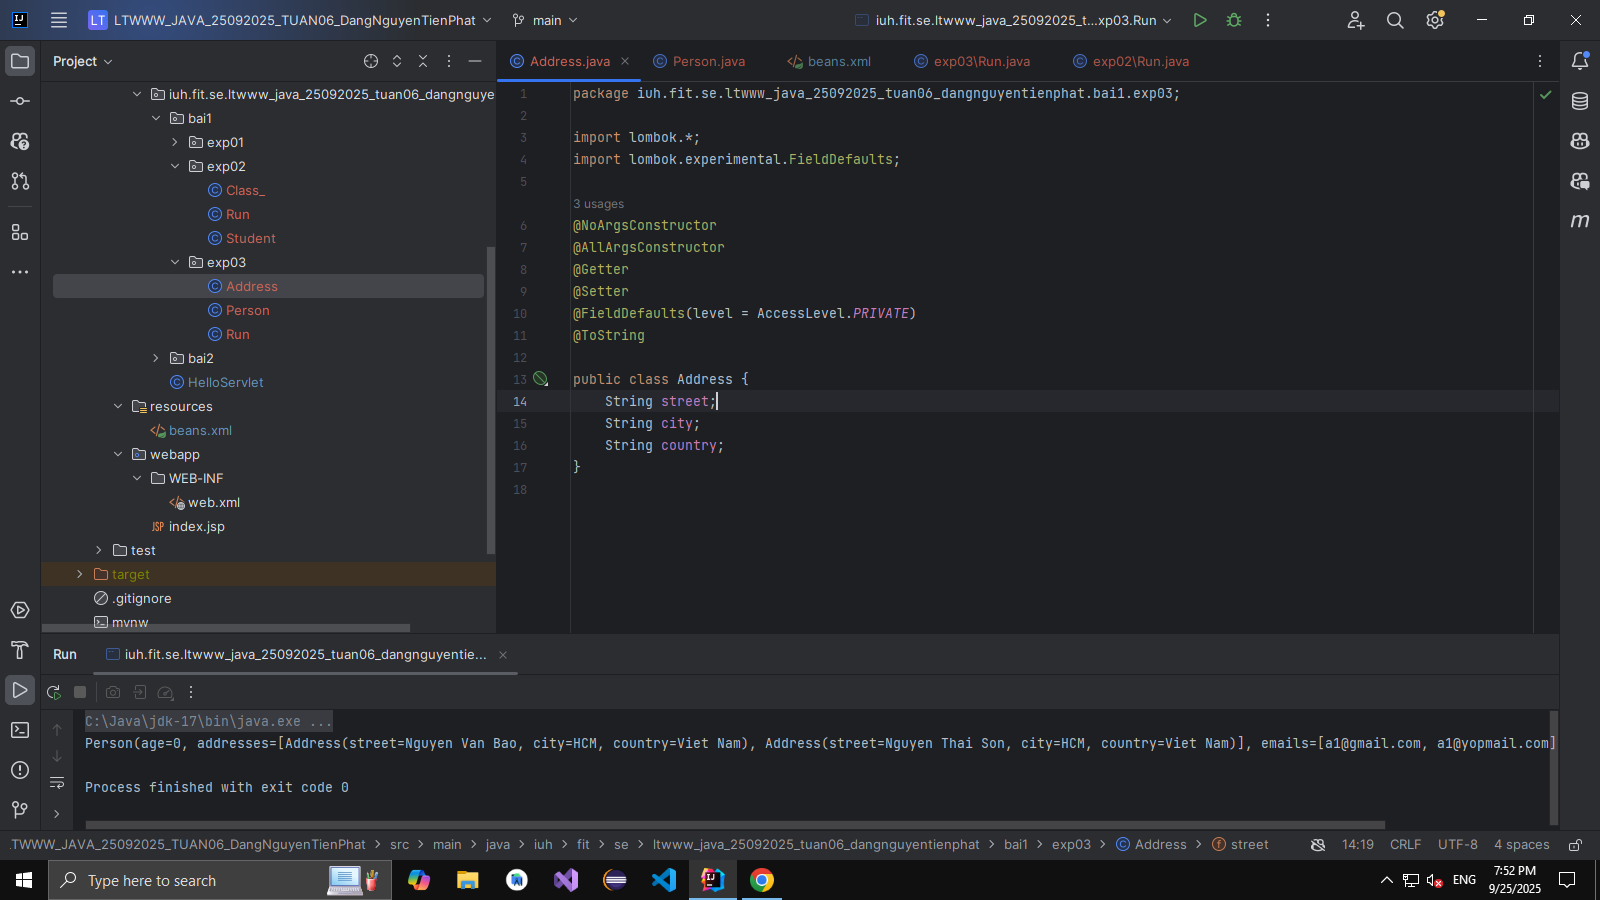 LT LTWWW_JAVA_25092025_TUAN06_DangNguyenTienPhat main iuh.fit.se.ltwww_java_25092025_t...xp03.Run
Project
Address.java Person.java beans.xml exp03\Run.java exp02\Run.java
iuh.fit.se.ltwww_java_25092025_tuan06_dangnguye
bai1
exp01
exp02
Class_
Run
Student
exp03
Address
Person
Run
bai2
HelloServlet
resources
beans.xml
webapp
WEB-INF
web.xml
JSP index.jsp
test
target
.gitignore
mvnw
1 package iuh.fit.se.ltwww_java_25092025_tuan06_dangnguyentienphat.bai1.exp03;
2
3 import lombok.*;
4 import lombok.experimental.FieldDefaults;
5
3 usages
6 @NoArgsConstructor
7 @AllArgsConstructor
8 @Getter
9 @Setter
10 @FieldDefaults(level = AccessLevel.PRIVATE)
11 @ToString
12
13 public class Address {
14 String street;
15 String city;
16 String country;
17 }
18
Run iuh.fit.se.ltwww_java_25092025_tuan06_dangnguyentie...
C:\Java\jdk-17\bin\java.exe ...
Person(age=0, addresses=[Address(street=Nguyen Van Bao, city=HCM, country=Viet Nam), Address(street=Nguyen Thai Son, city=HCM, country=Viet Nam)], emails=[a1@gmail.com, a1@yopmail.com]
Process finished with exit code 0
.TWWW_JAVA_25092025_TUAN06_DangNguyenTienPhat > src > main > java > iuh > fit > se > ltwww_java_25092025_tuan06_dangnguyentienphat > bai1 > exp03 > Address > street 14:19 CRLF UTF-8 4 spaces
Type here to search ENG 7:52 PM
9/25/2025